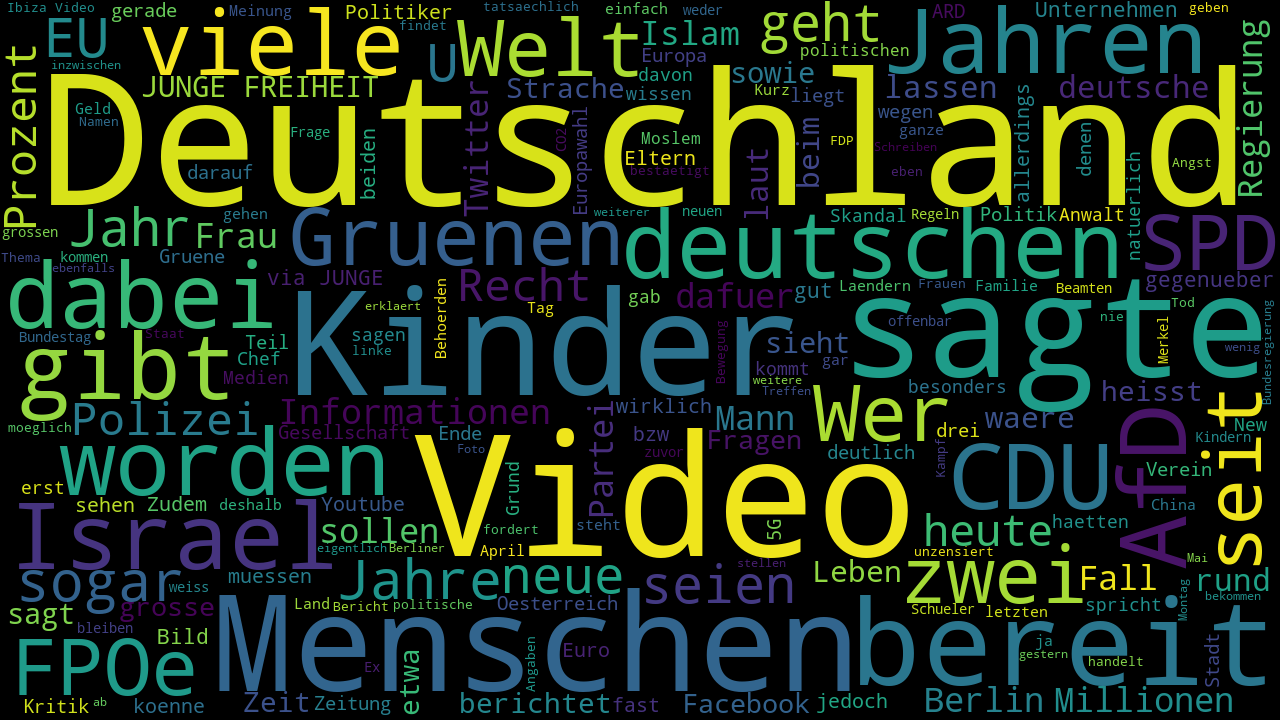 Ibiza Video
gerade
Meinung
Politiker
tatsaechlich
einfach
weder
ARD
Unternehmen
geben
EU
viele
findet
U
Welt
Islam
geht
politischen
Jahren
inzwischen
Europa
Prozent
JUNGE FREIHEIT
Strache
davon
wissen
sowie
Kurz
liegt
lassen
deutsche
Regierung
Geld
Namen
Deutschland
Frage
beiden
Twitter
CO2
Europawahl
Moslem
Eltern
bestaetigt
laut
beim
wegen
ganze
FDP
Schreiben
eben
allerdings
denen
Angst
darauf
natuerlich
grossen
Jahr
gehen
Frau
Gruenen
weiterer
neuen
deutschen
Skandal
Regeln
Politik
Anwalt
SPD
Thema
kommen
ebenfalls
Gruene
via JUNGE
Recht
gab
dafuer
gut
Laendern
Frauen
Familie
Beamten
gegenueber
dabei
Kinder
erklaert
Behoerden
Tag
sagte
offenbar
nie
Tod
Merkel
wenig
Bundesregierung
Bundestag
Staat
gibt
Teil
Chef
Medien
sagen
linke
Bewegung
sieht
kommt
gar
weitere
Treffen
besonders
heisst
moeglich
Polizei
Informationen
Gesellschaft
Ende
Foto
Partei
wirklich
bzw
zuvor
Mann
Fragen
wer
deutlich
drei
Kampf
waere
AfD
seit
New
Kindern
worden
Video
CDU
Verein
China
erst
sehen
Zudem
deshalb
Youtube
Grund
Israel
sollen
fordert
steht
5G
heute
haetten
eigentlich
Berliner
April
unzensiert
Mai
sogar
weiss
muessen
Jahre
neue
stellen
seien
Leben
zwei
Fall
rund
bekommen
sagt
grosse
Land
Bericht
politische
Oesterreich
Schueler
letzten
spricht
Montag
bleiben
Bild
Menschen
bereit
FPOe
Ex
etwa
Angaben
Euro
ja
gestern
handelt
Stadt
Kritik
ab
koenne
Zeit
Zeitung
berichtet
fast
Facebook
jedoch
Berlin
Millionen